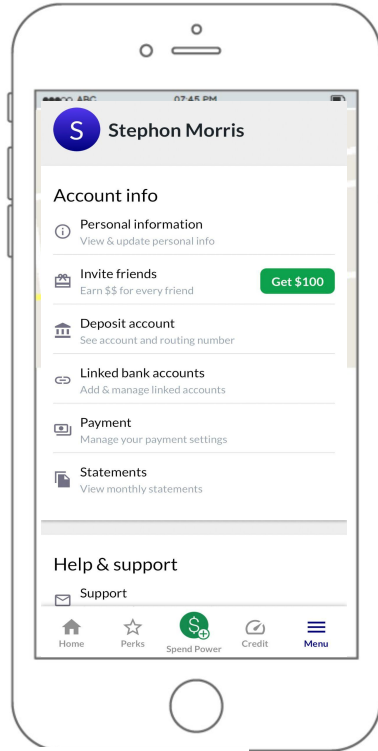 ABC 07:45 PM
S Stephon Morris
Account info
Personal information
View & update personal info
Invite friends
Earn $$ for every friend
Get $100
Deposit account
See account and routing number
Linked bank accounts
Add & manage linked accounts
Payment
Manage your payment settings
Statements
View monthly statements
Help & support
Support
Home Perks Spend Power Credit Menu